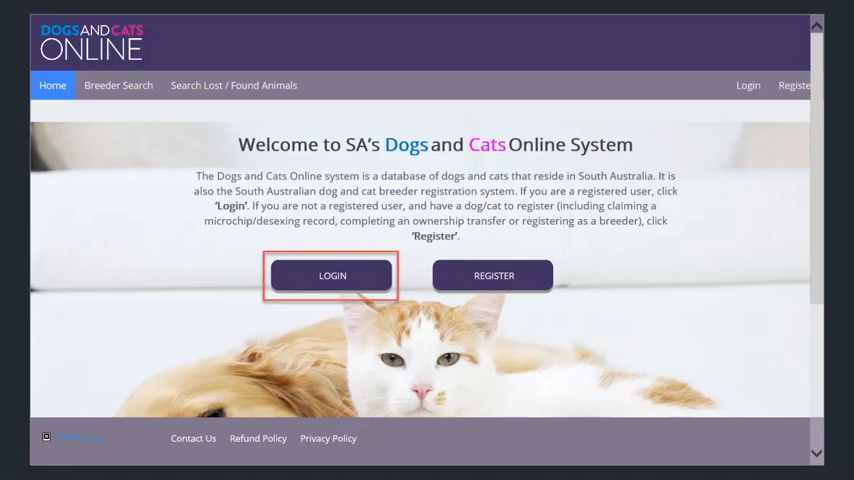 DOGSANDCATS
ONLINE
Home Breeder Search Search Lost / Found Animals Login Registe
Welcome to SA's Dogs and Cats Online System
The Dogs and Cats Online system is a database of dogs and cats that reside in South Australia. It is
also the South Australian dog and cat breeder registration system. If you are a registered user, click
'Login'. If you are not a registered user, and have a dog/cat to register (including claiming a
microchip/desexing record, completing an ownership transfer or registering as a breeder), click
'Register'.
LOGIN REGISTER
Contact Us Refund Policy Privacy Policy